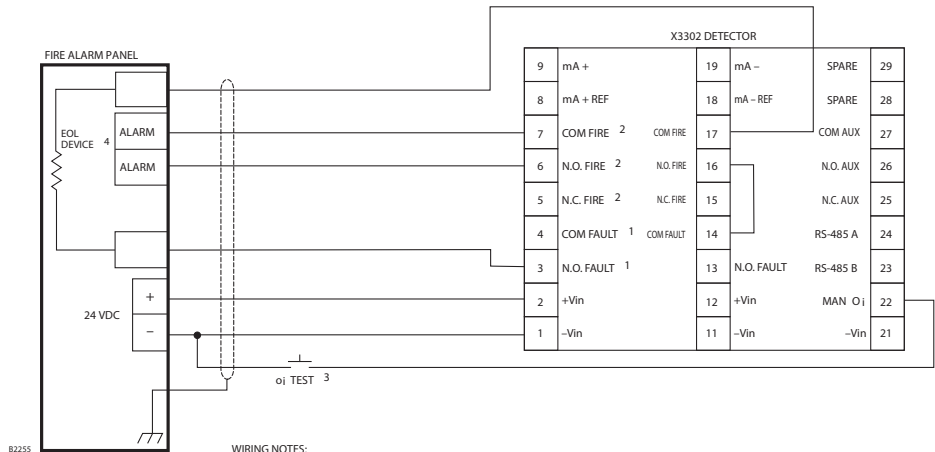 X3302 DETECTOR
FIRE ALARM PANEL
EOL
DEVICE 4
ALARM
ALARM
24 VDC
+
–
oi TEST 3
9 mA + 19 mA – SPARE 29
8 mA + REF 18 mA – REF SPARE 28
7 COM FIRE 2 COM FIRE 17 COM AUX 27
6 N.O. FIRE 2 N.O. FIRE 16 N.O. AUX 26
5 N.C. FIRE 2 N.C. FIRE 15 N.C. AUX 25
4 COM FAULT 1 COM FAULT 14 RS-485 A 24
3 N.O. FAULT 1 13 N.O. FAULT RS-485 B 23
2 +Vin 12 +Vin MAN Oi 22
1 –Vin 11 –Vin –Vin 21
B2255
WIRING NOTES: